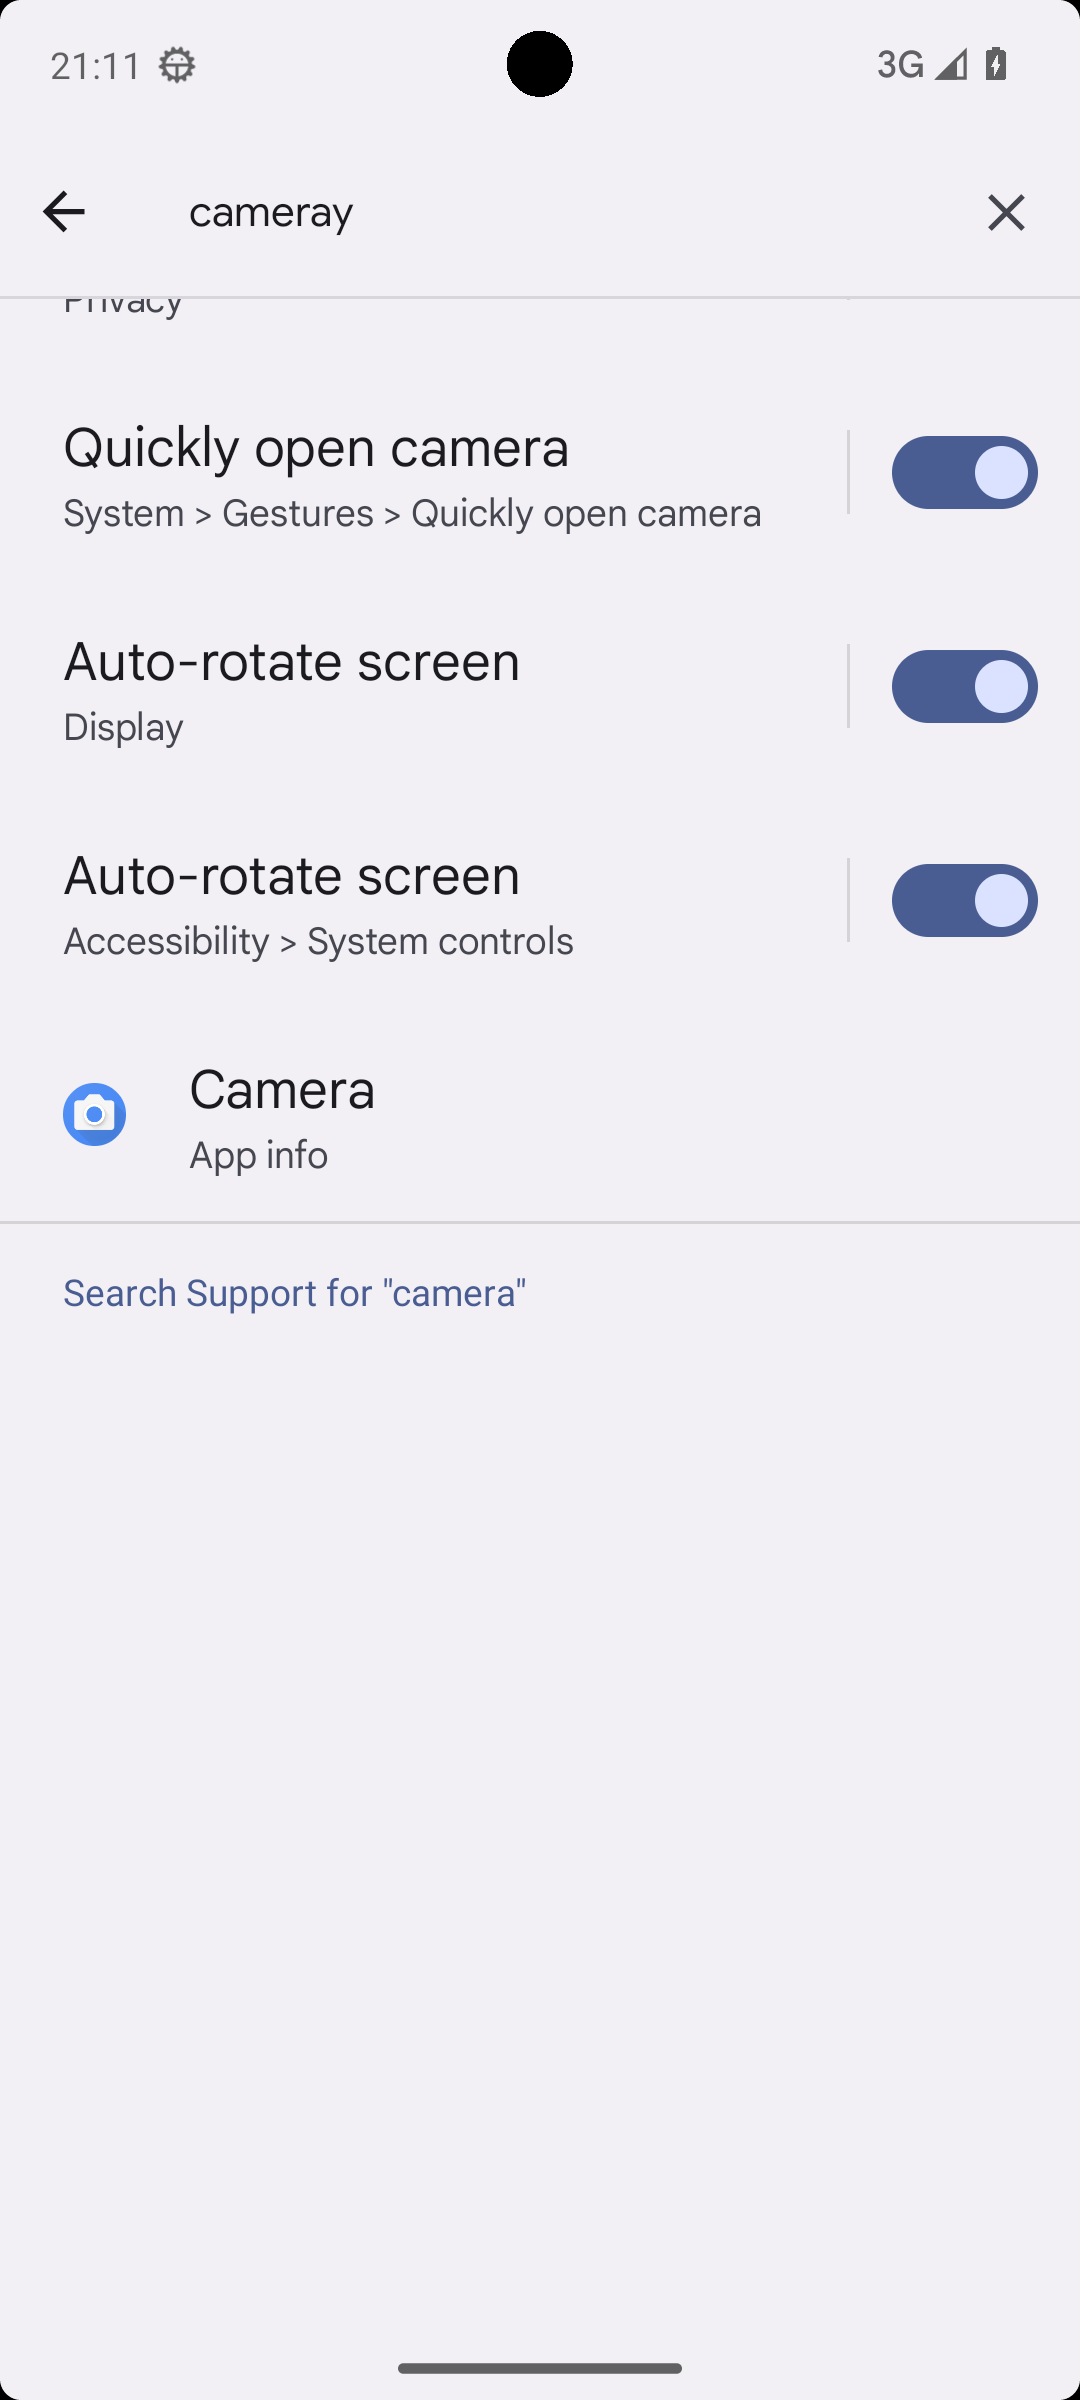 21:11
3G
cameray
Privacy
Quickly open camera
System > Gestures > Quickly open camera
Auto-rotate screen
Display
Auto-rotate screen
Accessibility > System controls
Camera
App info
Search Support for "camera"